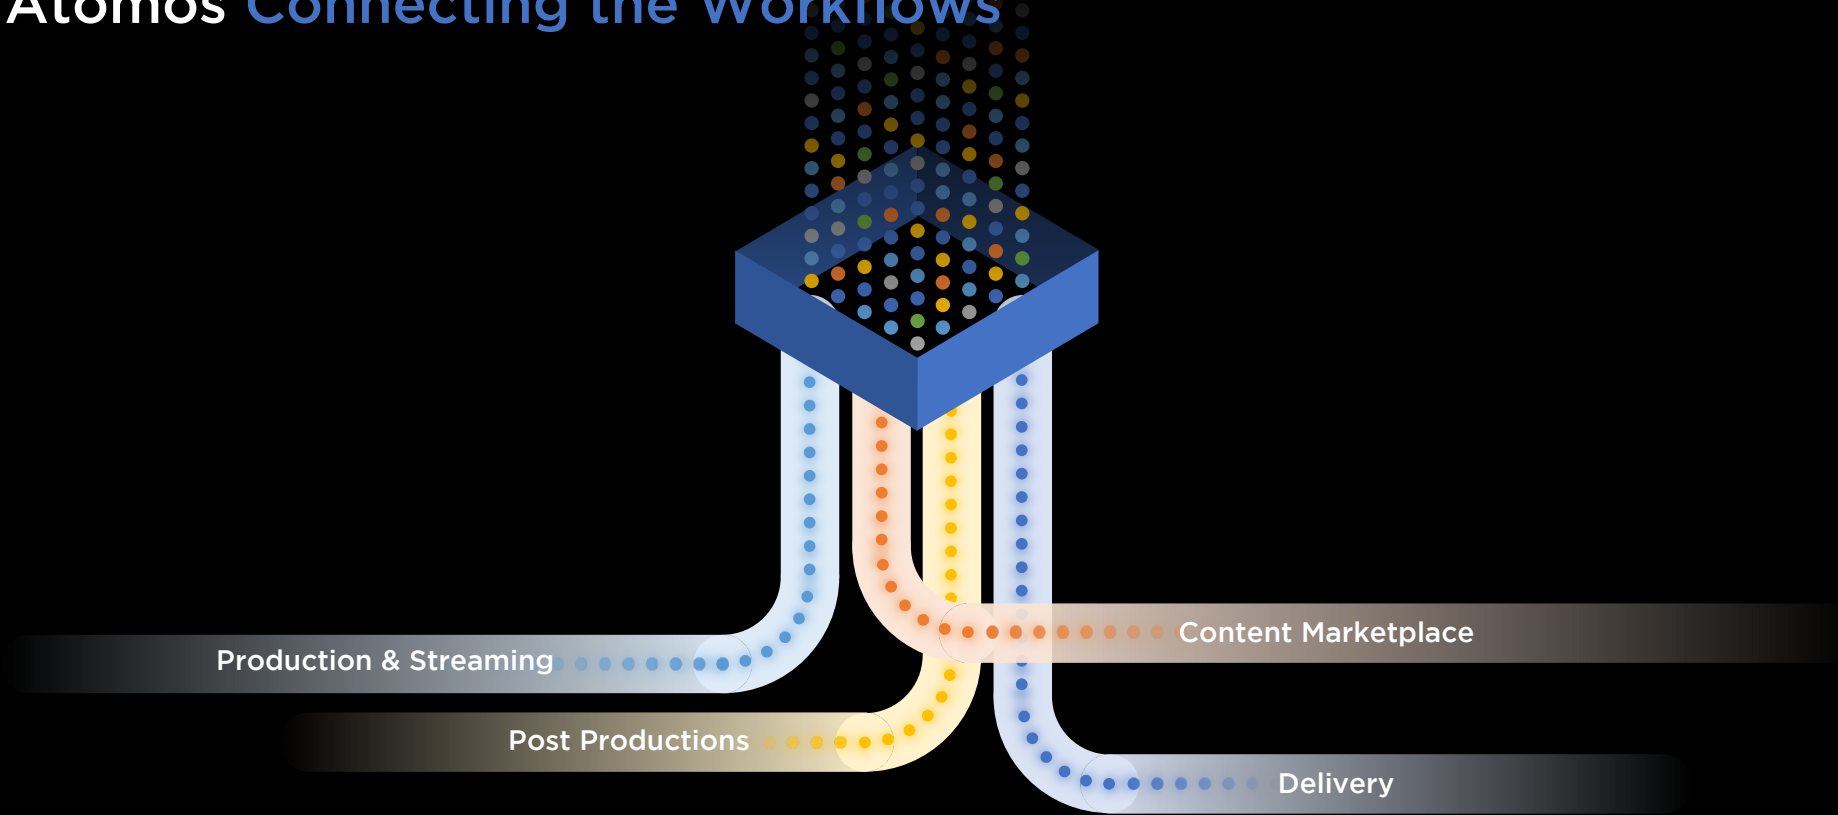 Atomos Connecting the Workflows
Content Marketplace
Production & Streaming
Post Productions
Delivery